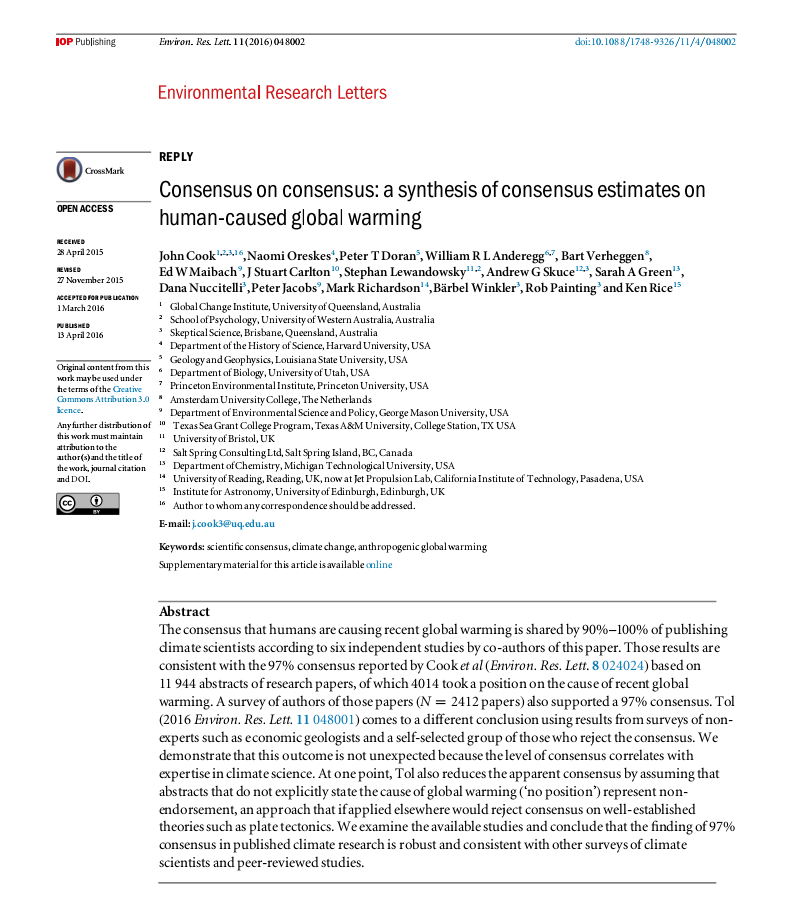 IOP Publishing
Environ. Res. Lett. 11 (2016) 048002
doi:10.1088/1748-9326/11/4/048002
Environmental Research Letters
CrossMark
OPEN ACCESS
RECEIVED
28 April 2015
REVISED
27 November 2015
ACCEPTED FOR PUBLICATION
1 March 2016
PUBLISHED
13 April 2016
Original content from this
work may be used under
the terms of the Creative
Commons Attribution 3.0
licence.
Any further distribution of
this work must maintain
attribution to the
author(s) and the title of
the work, journal citation
and DOI.
cc
BY
REPLY
Consensus on consensus: a synthesis of consensus estimates on
human-caused global warming
John Cook1,2,3,16, Naomi Oreskes4, Peter T Doran5, William R L Anderegg6,7, Bart Verheggen8,
Ed W Maibach9, J Stuart Carlton10, Stephan Lewandowsky11,2, Andrew G Skuce12,3, Sarah A Green13,
Dana Nuccitelli3, Peter Jacobs9, Mark Richardson14, Bärbel Winkler3, Rob Painting3 and Ken Rice15
1 Global Change Institute, University of Queensland, Australia
2 School of Psychology, University of Western Australia, Australia
3 Skeptical Science, Brisbane, Queensland, Australia
4 Department of the History of Science, Harvard University, USA
5 Geology and Geophysics, Louisiana State University, USA
6 Department of Biology, University of Utah, USA
7 Princeton Environmental Institute, Princeton University, USA
8 Amsterdam University College, The Netherlands
9 Department of Environmental Science and Policy, George Mason University, USA
10 Texas Sea Grant College Program, Texas A&M University, College Station, TX USA
11 University of Bristol, UK
12 Salt Spring Consulting Ltd, Salt Spring Island, BC, Canada
13 Department of Chemistry, Michigan Technological University, USA
14 University of Reading, Reading, UK, now at Jet Propulsion Lab, California Institute of Technology, Pasadena, USA
15 Institute for Astronomy, University of Edinburgh, Edinburgh, UK
16 Author to whom any correspondence should be addressed.
E-mail: j.cook3@uq.edu.au
Keywords: scientific consensus, climate change, anthropogenic global warming
Supplementary material for this article is available online
Abstract
The consensus that humans are causing recent global warming is shared by 90%–100% of publishing
climate scientists according to six independent studies by co-authors of this paper. Those results are
consistent with the 97% consensus reported by Cook et al (Environ. Res. Lett. 8 024024) based on
11 944 abstracts of research papers, of which 4014 took a position on the cause of recent global
warming. A survey of authors of those papers (N = 2412 papers) also supported a 97% consensus. Tol
(2016 Environ. Res. Lett. 11 048001) comes to a different conclusion using results from surveys of non-
experts such as economic geologists and a self-selected group of those who reject the consensus. We
demonstrate that this outcome is not unexpected because the level of consensus correlates with
expertise in climate science. At one point, Tol also reduces the apparent consensus by assuming that
abstracts that do not explicitly state the cause of global warming (‘no position’) represent non-
endorsement, an approach that if applied elsewhere would reject consensus on well-established
theories such as plate tectonics. We examine the available studies and conclude that the finding of 97%
consensus in published climate research is robust and consistent with other surveys of climate
scientists and peer-reviewed studies.